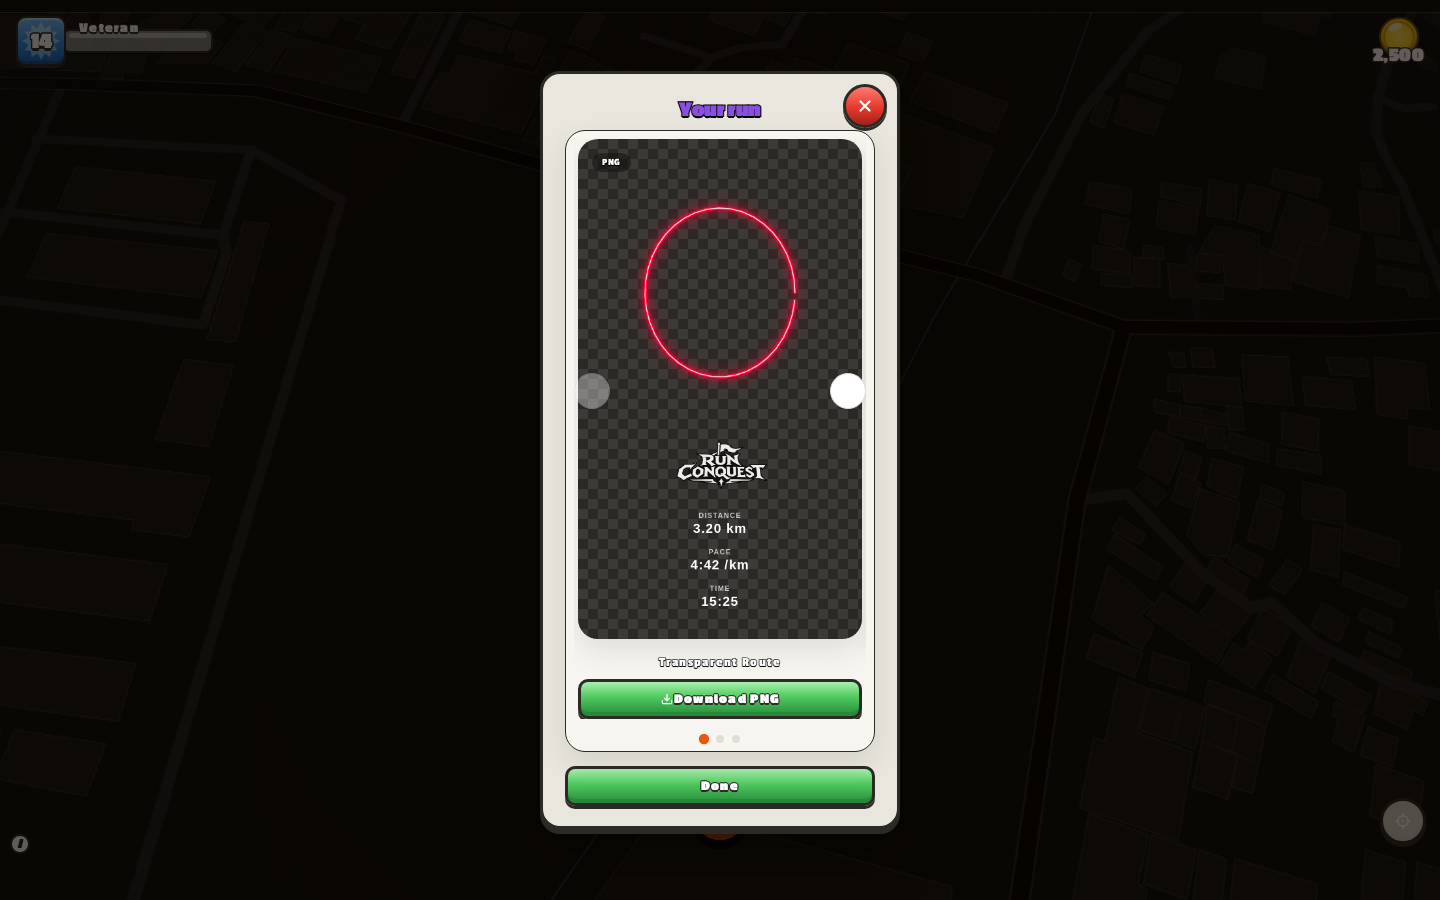 Veteran
14
2,500
Your run
PNG
RUN
CONQUEST
DISTANCE
3.20 km
PACE
4:42 /km
TIME
15:25
Transparent Route
Download PNG
Done